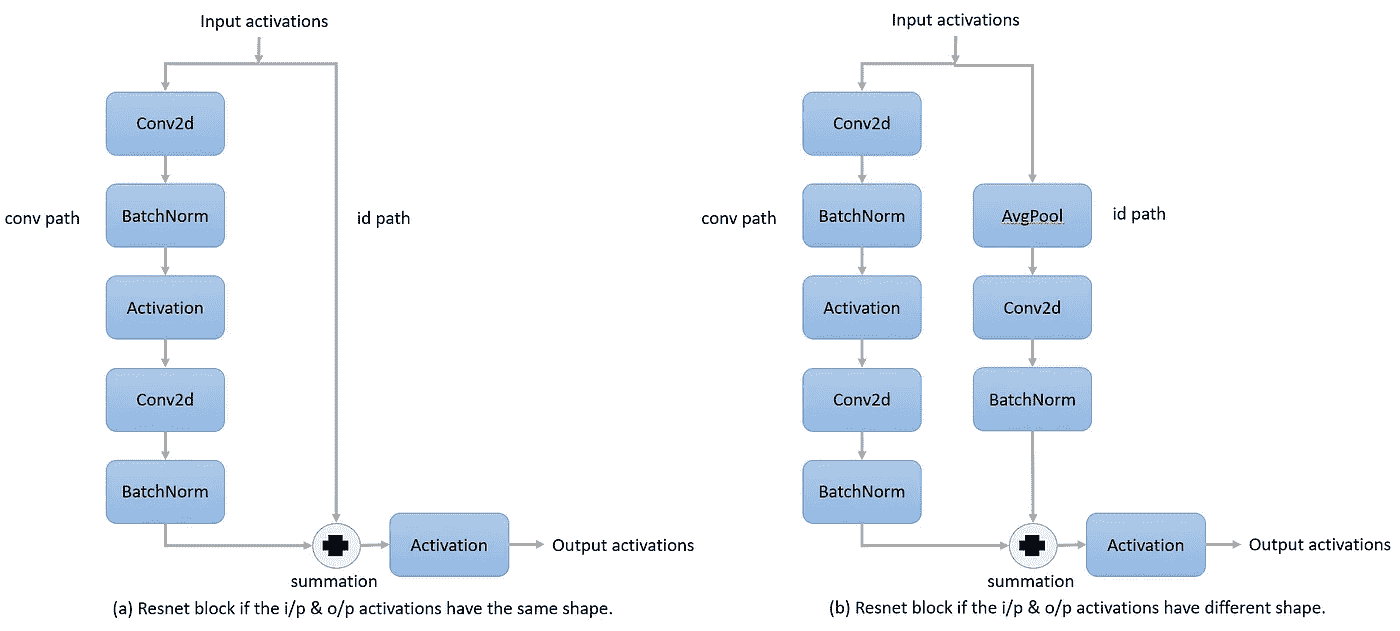 Input activations
Conv2d
BatchNorm
conv path
id path
Activation
Conv2d
BatchNorm
Activation
Output activations
summation
(a) Resnet block if the i/p & o/p activations have the same shape.
Input activations
Conv2d
conv path
BatchNorm
AvgPool
id path
Activation
Conv2d
Conv2d
BatchNorm
BatchNorm
Activation
Output activations
summation
(b) Resnet block if the i/p & o/p activations have different shape.